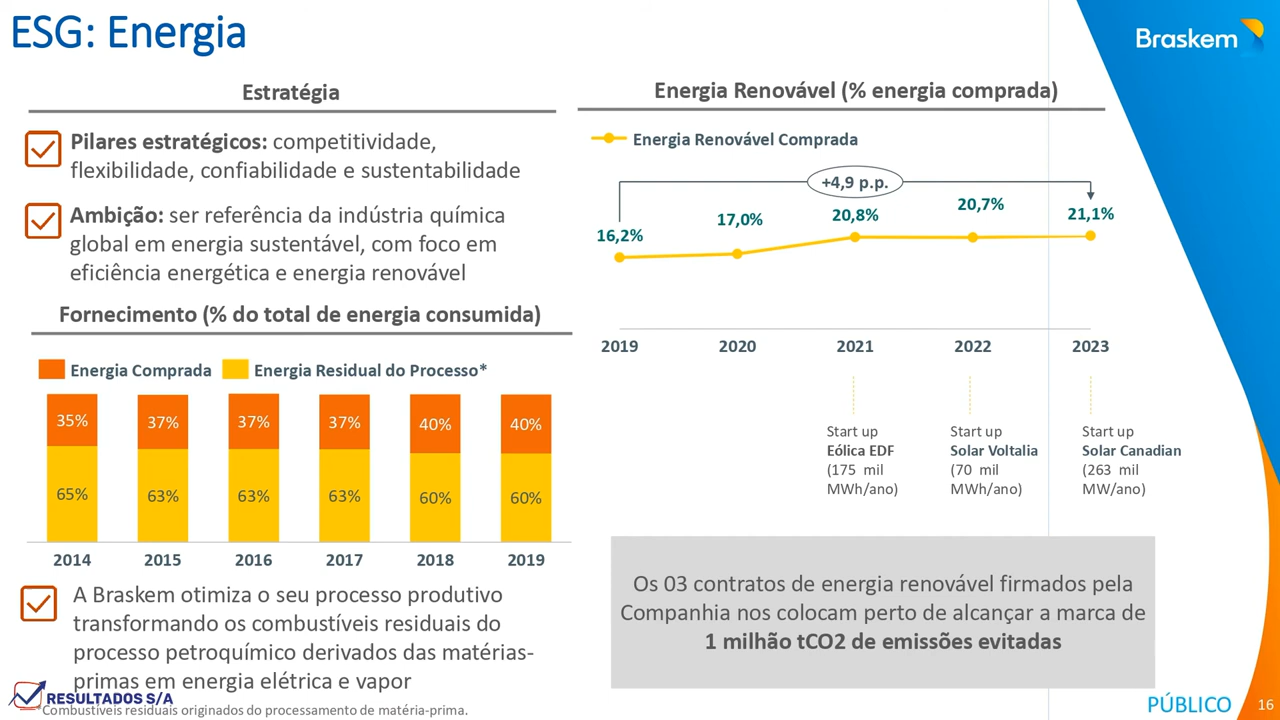 ESG: Energia
Braskem
Estratégia
Pilares estratégicos: competitividade,
flexibilidade, confiabilidade e sustentabilidade
Ambição: ser referência da indústria química
global em energia sustentável, com foco em
eficiência energética e energia renovável
Fornecimento (% do total de energia consumida)
Energia Comprada
Energia Residual do Processo*
35% 37% 37% 37% 40% 40%
65% 63% 63% 63% 60% 60%
2014 2015 2016 2017 2018 2019
A Braskem otimiza o seu processo produtivo
transformando os combustíveis residuais do
processo petroquímico derivados das matérias-
primas em energia elétrica e vapor
RESULTADOS S/A
*Combustíveis residuais originados do processamento de matéria-prima.
Energia Renovável (% energia comprada)
Energia Renovável Comprada
+4,9 p.p.
16,2% 17,0% 20,8% 20,7% 21,1%
2019 2020 2021 2022 2023
Start up
Eólica EDF
(175 mil
MWh/ano)
Start up
Solar Voltalia
(70 mil
MWh/ano)
Start up
Solar Canadian
(263 mil
MW/ano)
Os 03 contratos de energia renovável firmados pela
Companhia nos colocam perto de alcançar a marca de
1 milhão tCO2 de emissões evitadas
PÚBLICO
16